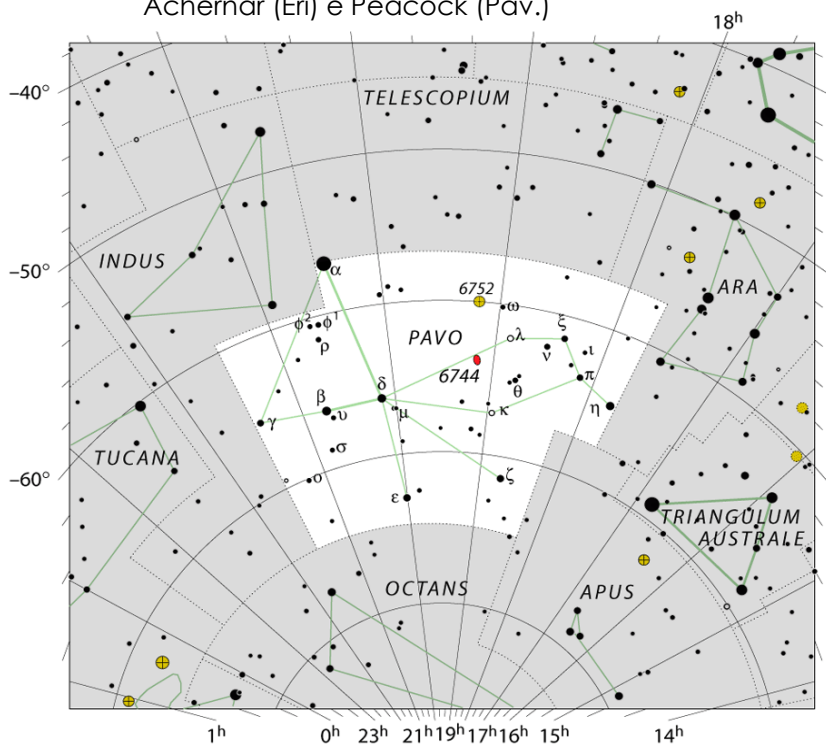 Achernar (Eri) e Peacock (Pav.)
18h
–40°
TELESCOPIUM
–50°
INDUS
α
6752
ω
ARA
ϕ² ϕ¹
ρ
PAVO
λ
ξ
ν
ι
6744
π
δ
θ
β
υ
μ
κ
η
γ
TUCANA
σ
–60°
ο
ε
ζ
TRIANGULUM
AUSTRALE
OCTANS
APUS
1h
0h 23h 21h 19h 17h 16h 15h
14h